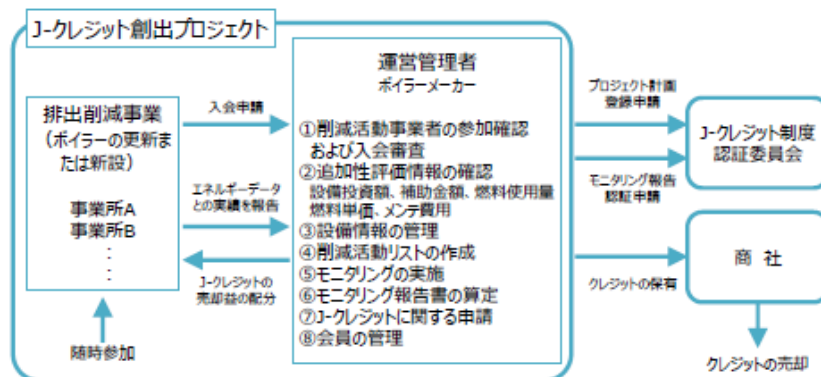 J-クレジット創出プロジェクト
排出削減事業
（ボイラーの更新ま
たは新設）
事業所A
事業所B
：
：
随時参加
入会申請
エネルギーデータ
との実績を報告
J-クレジットの
売却益の配分
運営管理者
ボイラーメーカー
①削減活動事業者の参加確認
および入会審査
②追加性評価情報の確認
設備投資額、補助金額、燃料使用量
燃料単価、メンテ費用
③設備情報の管理
④削減活動リストの作成
⑤モニタリングの実施
⑥モニタリング報告書の算定
⑦J-クレジットに関する申請
⑧会員の管理
プロジェクト計画
登録申請
モニタリング報告
認証申請
クレジットの保有
J-クレジット制度
認証委員会
商 社
クレジットの売却